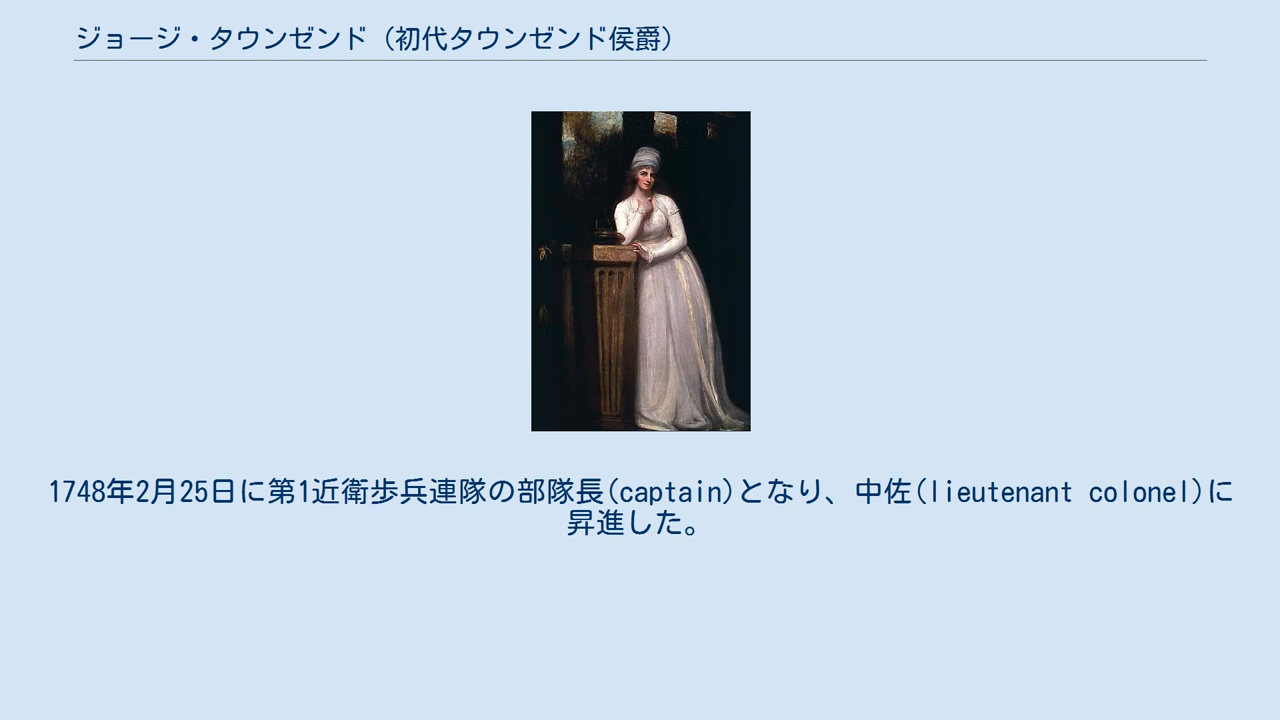 ジョージ・タウンゼンド（初代タウンゼンド侯爵）
1748年2月25日に第1近衛歩兵連隊の部隊長(captain)となり、中佐(lieutenant colonel)に
昇進した。